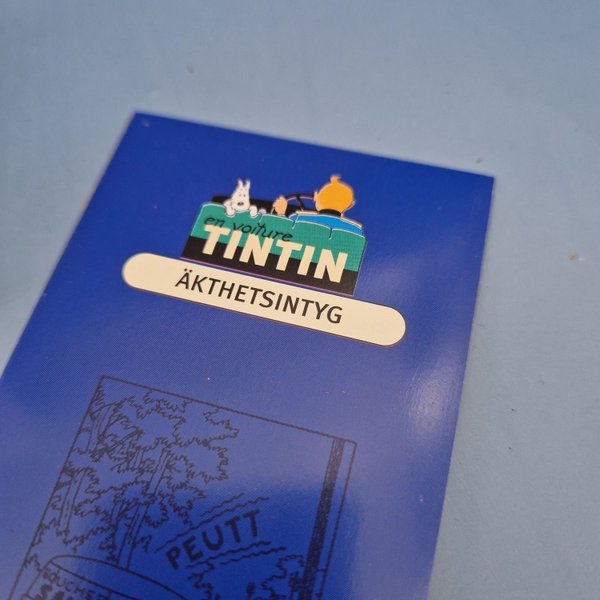 en voiture
TINTIN
ÄKTHETSINTYG
PEUTT